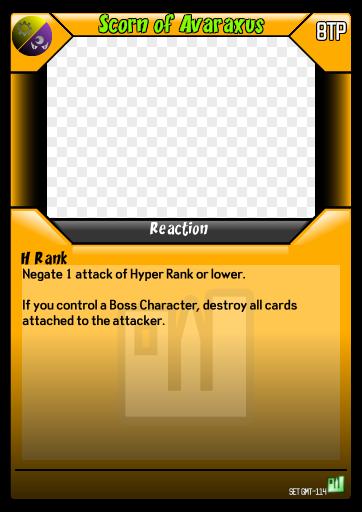 Scorn of Avaraxus
8TP
Reaction
H Rank
Negate 1 attack of Hyper Rank or lower.
If you control a Boss Character, destroy all cards
attached to the attacker.
SET GMT-114